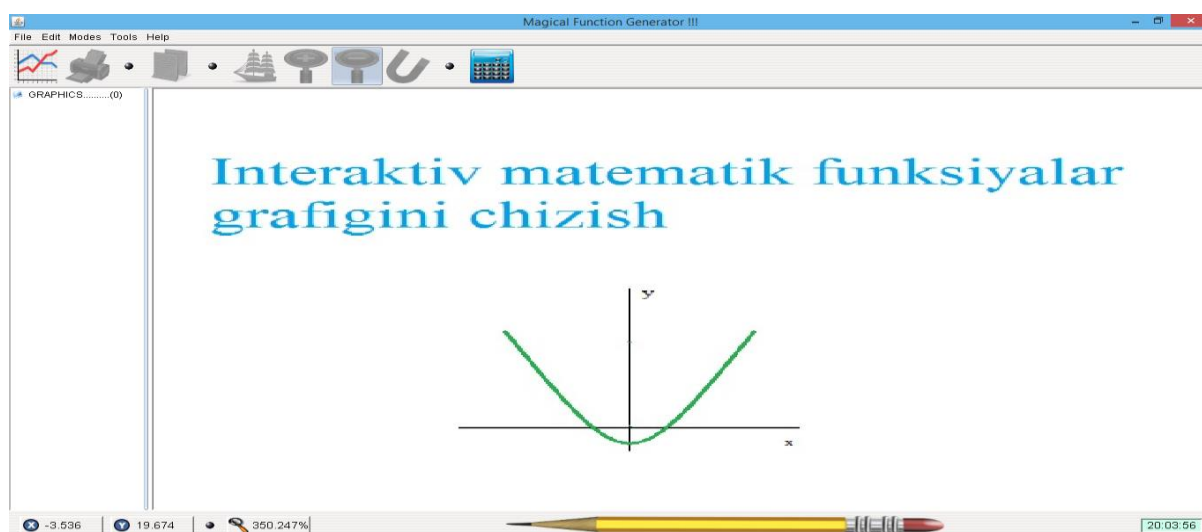 Magical Function Generator !!!
File Edit Modes Tools Help
GRAPHICS..........(0)
Interaktiv matematik funksiyalar
grafigini chizish
y
x
X -3.536 Y 19.674 350.247% 20:03:56